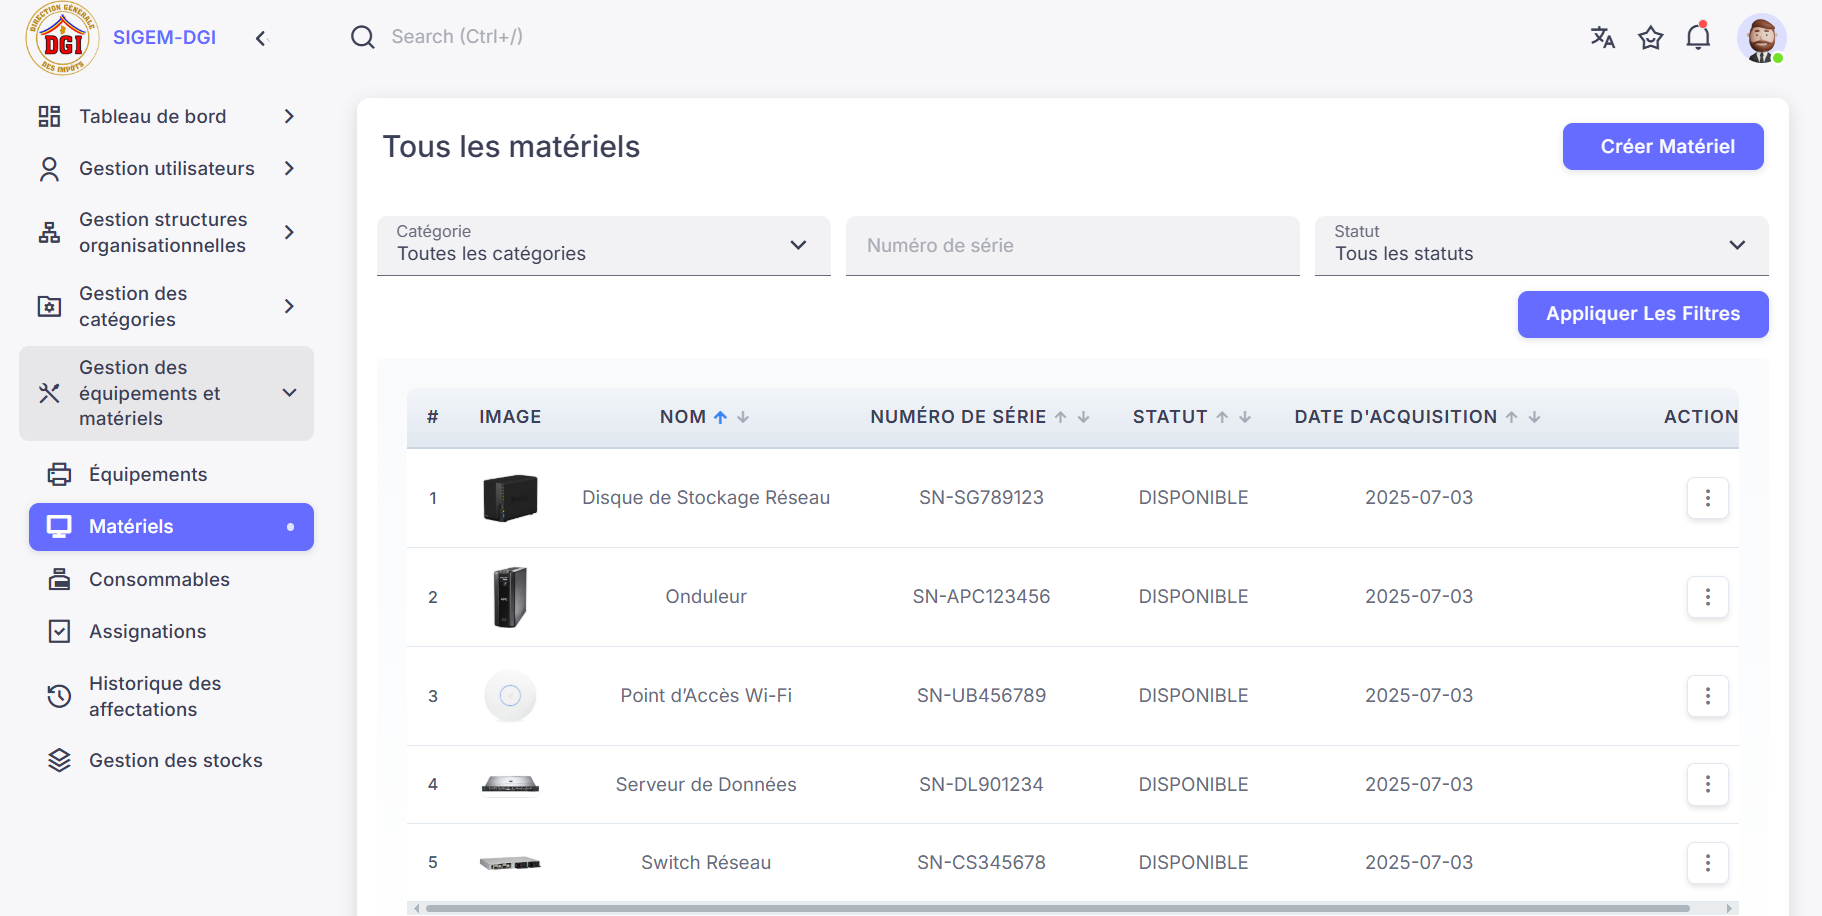 DIRECTION GÉNÉRALE
DGI
DES IMPÔTS
SIGEM-DGI
Search (Ctrl+/)
Tableau de bord
Gestion utilisateurs
Gestion structures
organisationnelles
Gestion des
catégories
Gestion des
équipements et
matériels
Équipements
Matériels
Consommables
Assignations
Historique des
affectations
Gestion des stocks
Tous les matériels
Créer Matériel
Catégorie
Toutes les catégories
Numéro de série
Statut
Tous les statuts
Appliquer Les Filtres
# IMAGE NOM NUMÉRO DE SÉRIE STATUT DATE D'ACQUISITION ACTION
1 Disque de Stockage Réseau SN-SG789123 DISPONIBLE 2025-07-03
2 Onduleur SN-APC123456 DISPONIBLE 2025-07-03
3 Point d’Accès Wi-Fi SN-UB456789 DISPONIBLE 2025-07-03
4 Serveur de Données SN-DL901234 DISPONIBLE 2025-07-03
5 Switch Réseau SN-CS345678 DISPONIBLE 2025-07-03